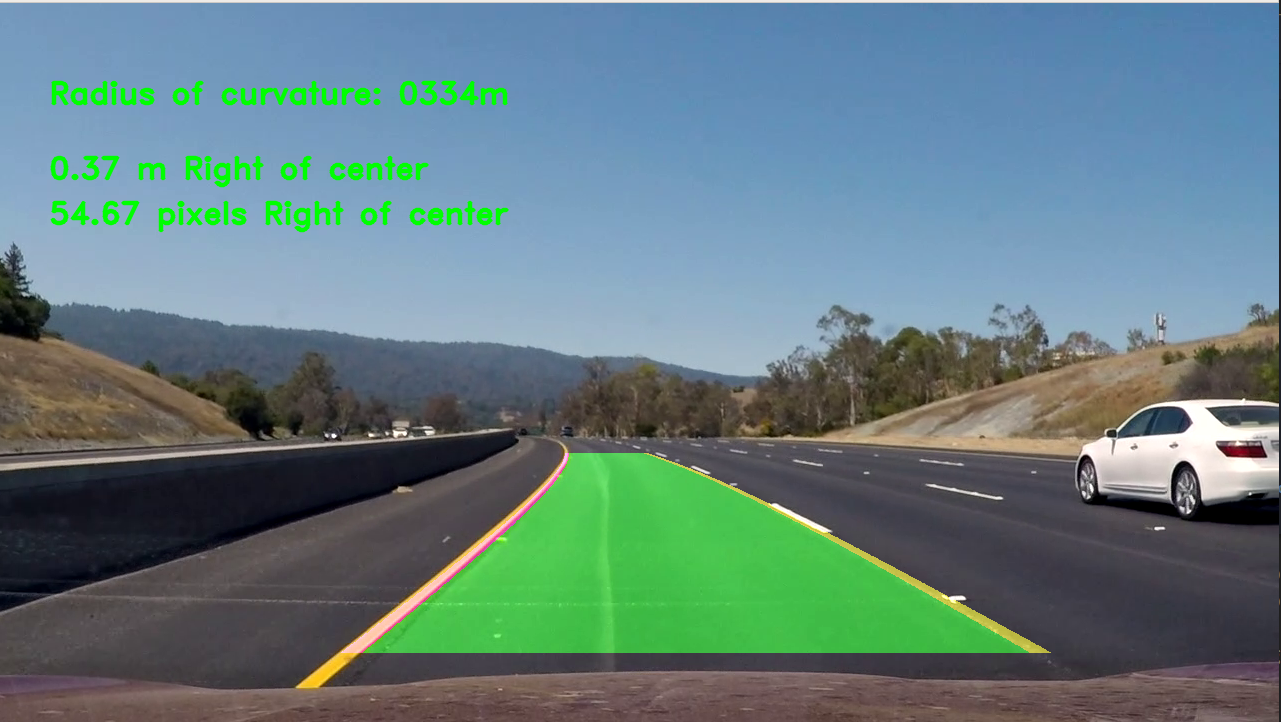 Radius of curvature: 0334m
0.37 m Right of center
54.67 pixels Right of center